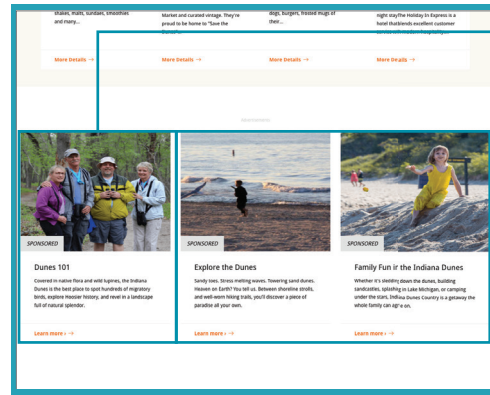 shakes, malts, sundaes, smoothies
and many...
More Details →
Market and curated vintage. They're
proud to be home to "Save the
More Details →
dogs, burgers, frosted mugs of
their...
More Details →
night stayThe Holiday In Express is a
hotel thatblends excellent customer
More Details →
Advertisements
SPONSORED
Dunes 101
Covered in native flora and wild lupines, the Indiana
Dunes is the best place to spot hundreds of migratory
birds, explore Hoosier history, and revel in a landscape
full of natural splendor.
Learn more › →
SPONSORED
Explore the Dunes
Sandy toes. Stress melting waves. Towering sand dunes.
Heaven on Earth? You tell us. Between shoreline strolls,
and well-worn hiking trails, you'll discover a piece of
paradise all your own.
Learn more › →
SPONSORED
Family Fun in the Indiana Dunes
Whether it's sledding down the dunes, building
sandcastles, splashing in Lake Michigan, or camping
under the stars, Indiana Dunes Country is a getaway the
whole family can agree on.
Learn more › →